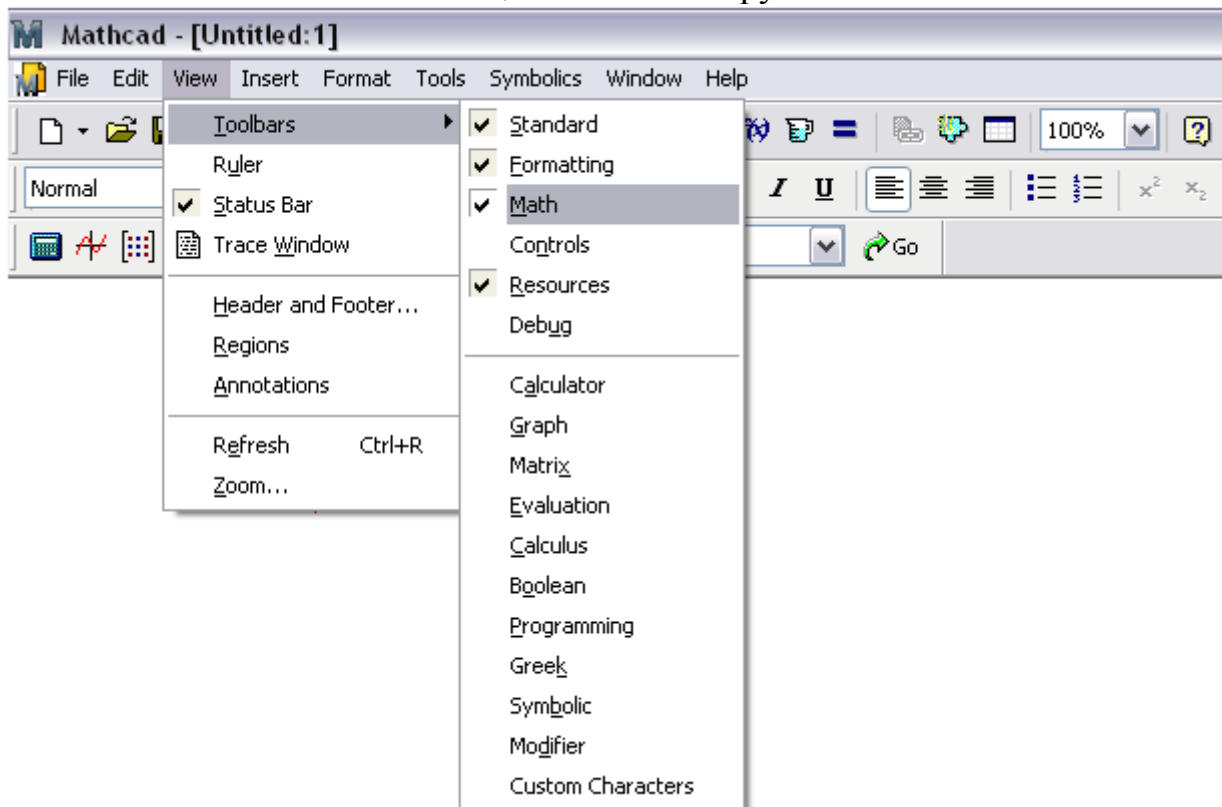 Mathcad - [Untitled:1]
File Edit View Insert Format Tools Symbolics Window Help
100%
Normal
I U x² x₂
Go
Toolbars
Ruler
Status Bar
Trace Window
Header and Footer...
Regions
Annotations
Refresh Ctrl+R
Zoom...
Standard
Formatting
Math
Controls
Resources
Debug
Calculator
Graph
Matrix
Evaluation
Calculus
Boolean
Programming
Greek
Symbolic
Modifier
Custom Characters